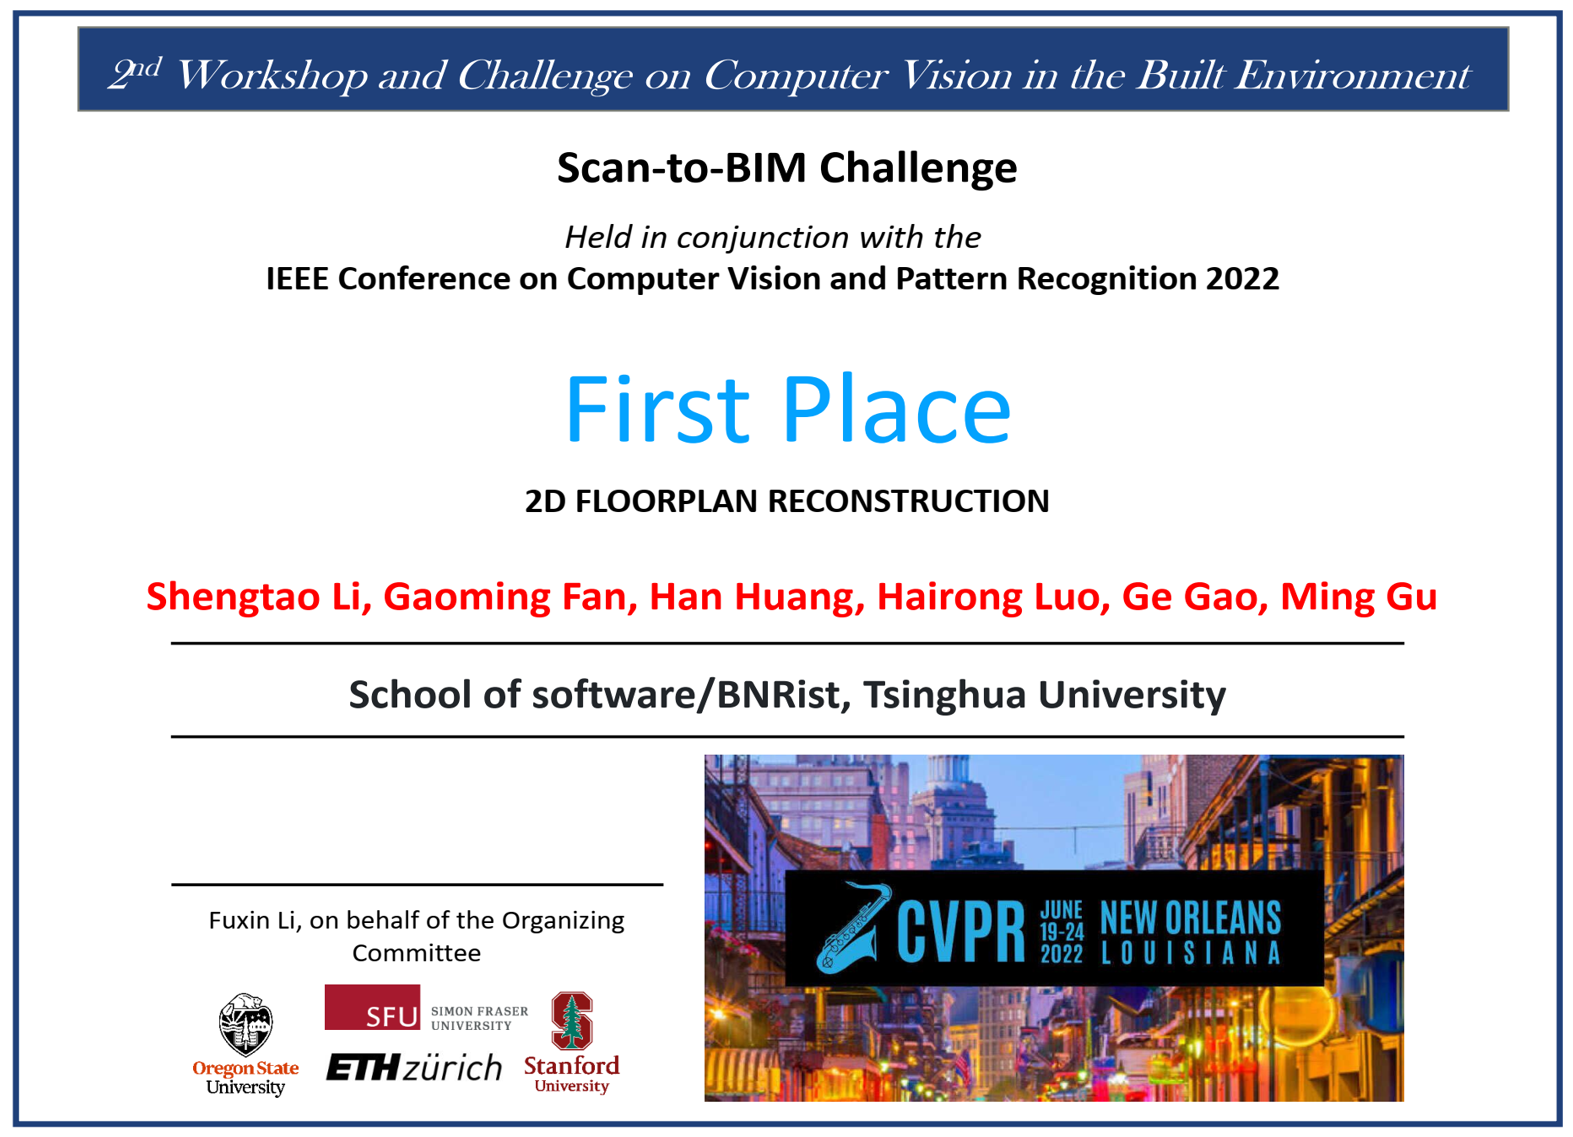 2nd Workshop and Challenge on Computer Vision in the Built Environment
Scan-to-BIM Challenge
Held in conjunction with the
IEEE Conference on Computer Vision and Pattern Recognition 2022
First Place
2D FLOORPLAN RECONSTRUCTION
Shengtao Li, Gaoming Fan, Han Huang, Hairong Luo, Ge Gao, Ming Gu
School of software/BNRist, Tsinghua University
Fuxin Li, on behalf of the Organizing
Committee
Oregon State
University
SFU
SIMON FRASER
UNIVERSITY
ETH zürich
Stanford
University
CVPR
JUNE
19-24
2022
NEW ORLEANS
LOUISIANA